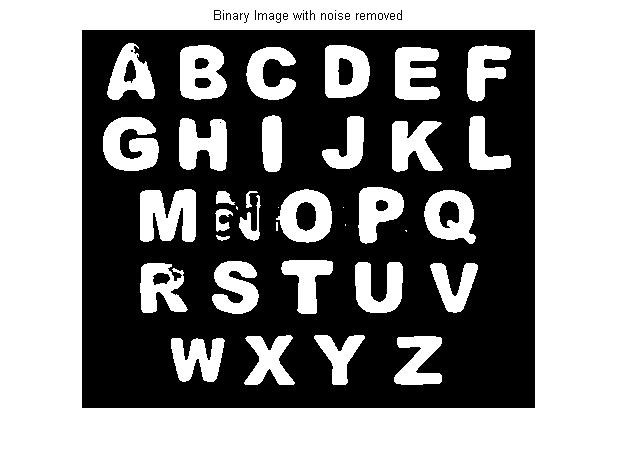 Binary Image with noise removed
A B C D E F
G H I J K L
M N O P Q
R S T U V
W X Y Z